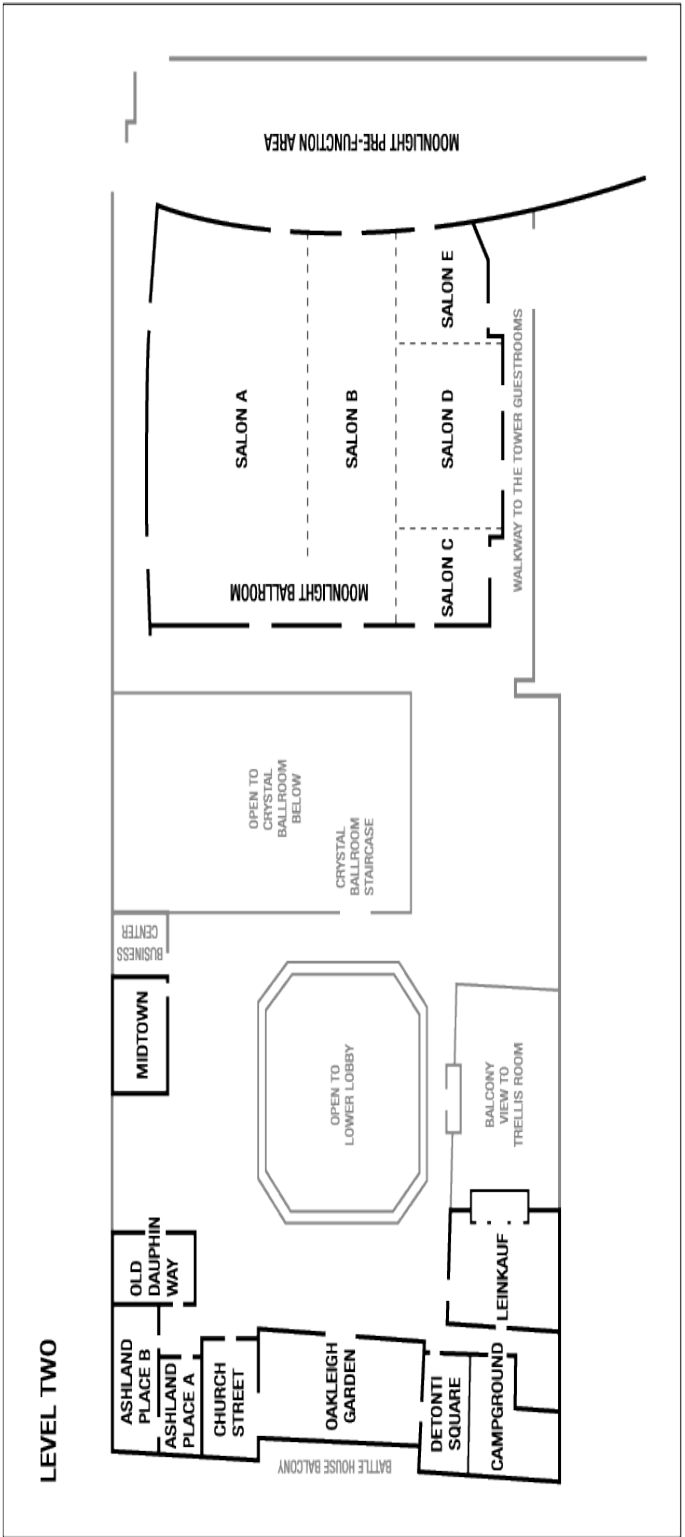 LEVEL TWO
ASHLAND
PLACE B
ASHLAND
PLACE A
CHURCH
STREET
OAKLEIGH
GARDEN
DETONTI
SQUARE
CAMPGROUND
BATTLE HOUSE BALCONY
OLD
DAUPHIN
WAY
LEINKAUF
MIDTOWN
BUSINESS
CENTER
OPEN TO
LOWER LOBBY
BALCONY
VIEW TO
TRELLIS ROOM
OPEN TO
CRYSTAL
BALLROOM
BELOW
CRYSTAL
BALLROOM
STAIRCASE
MOONLIGHT BALLROOM
SALON A
SALON B
SALON C
SALON D
SALON E
WALKWAY TO THE TOWER GUESTROOMS
MOONLIGHT PRE-FUNCTION AREA